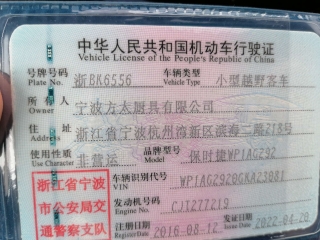 中华人民共和国机动车行驶证
Vehicle License of the People's Republic of China
号牌号码 浙BK6556 车辆类型 小型越野客车
Plate No. Vehicle Type
所有人 宁波方太厨具有限公司
Owner
住址 浙江省宁波杭州湾新区滨海二路218号
Address
使用性质 非营运 品牌型号 保时捷WP1AG292
Use Character Model
浙江省宁波
市公安局交
通警察支队
车辆识别代号
VIN
发动机号码 CJT277219
Engine No.
注册日期 2016-08-12 发证日期 2022-04-20
Register Date Issue Date